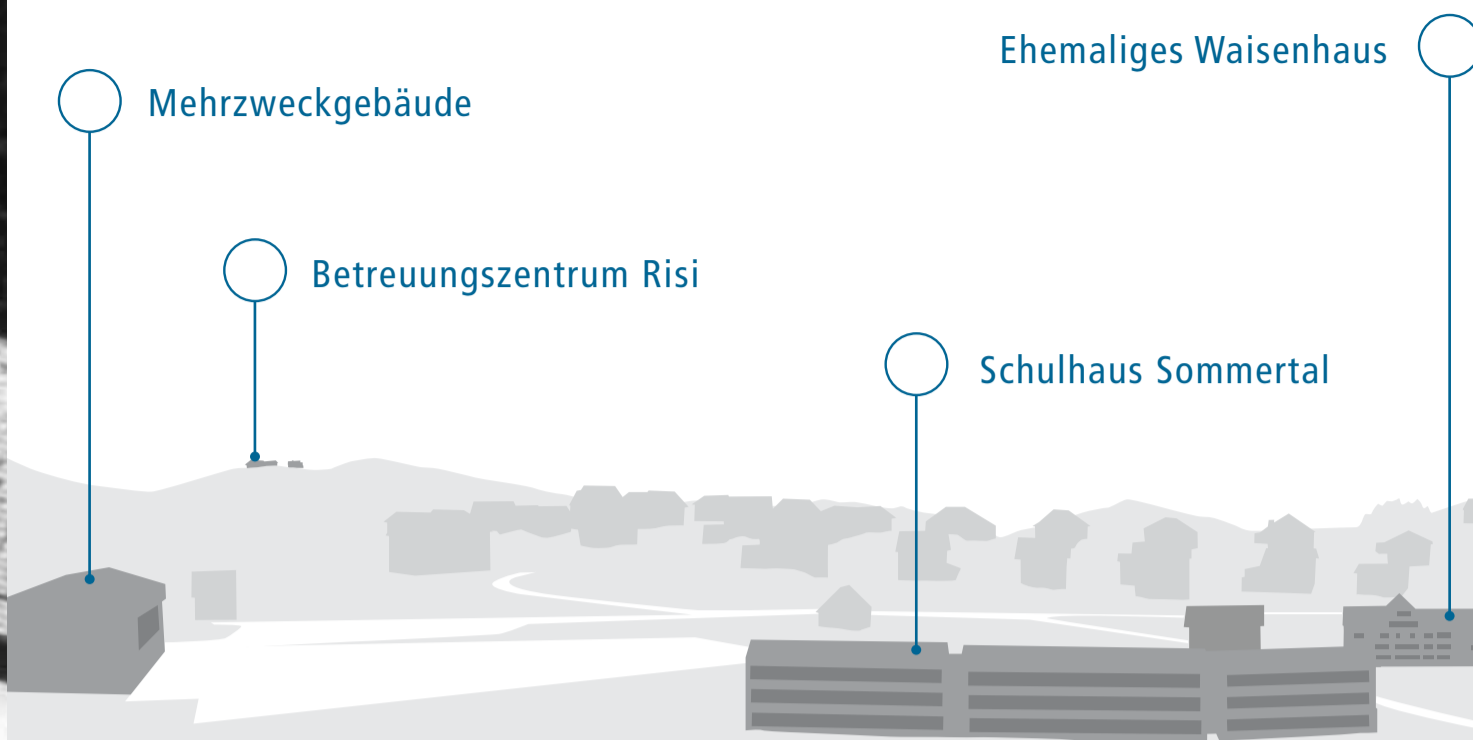 Ehemaliges Waisenhaus
Mehrzweckgebäude
Betreuungszentrum Risi
Schulhaus Sommertal